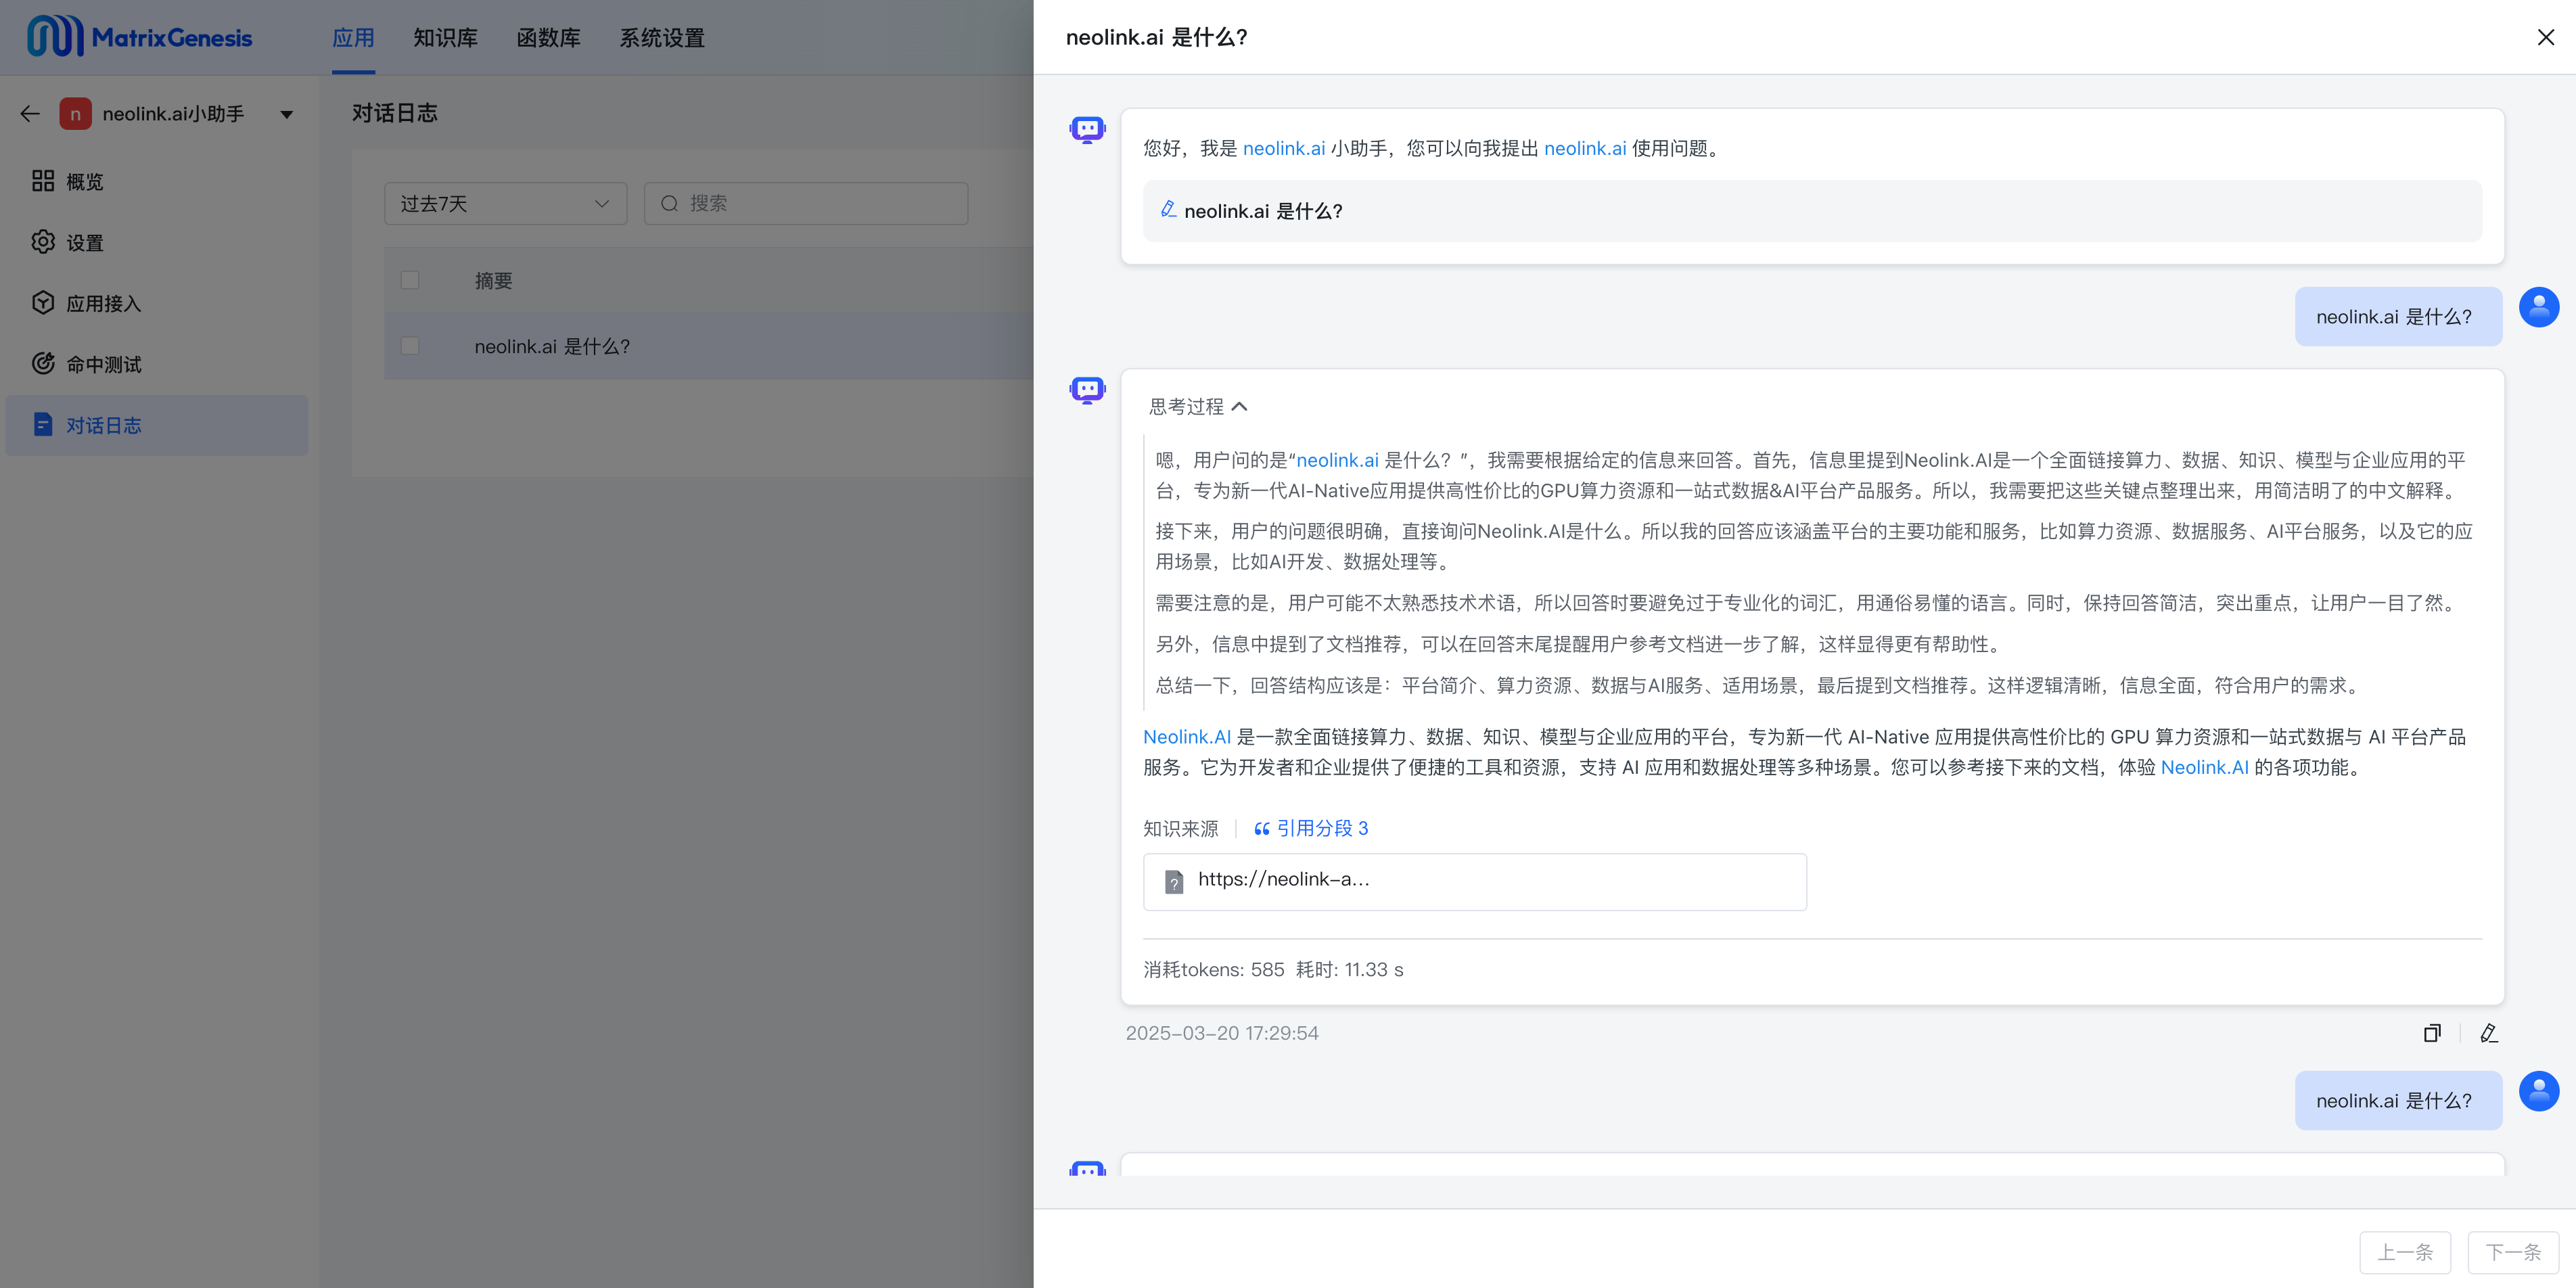 MatrixGenesis
应用 知识库 函数库 系统设置
n neolink.ai小助手
概览
设置
应用接入
命中测试
对话日志
对话日志
过去7天 搜索
摘要
neolink.ai 是什么?
neolink.ai 是什么?
您好，我是 neolink.ai 小助手，您可以向我提出 neolink.ai 使用问题。
neolink.ai 是什么?
neolink.ai 是什么?
思考过程
嗯，用户问的是“neolink.ai 是什么？”，我需要根据给定的信息来回答。首先，信息里提到Neolink.AI是一个全面链接算力、数据、知识、模型与企业应用的平
台，专为新一代AI-Native应用提供高性价比的GPU算力资源和一站式数据&AI平台产品服务。所以，我需要把这些关键点整理出来，用简洁明了的中文解释。
接下来，用户的问题很明确，直接询问Neolink.AI是什么。所以我的回答应该涵盖平台的主要功能和服务，比如算力资源、数据服务、AI平台服务，以及它的应
用场景，比如AI开发、数据处理等。
需要注意的是，用户可能不太熟悉技术术语，所以回答时要避免过于专业化的词汇，用通俗易懂的语言。同时，保持回答简洁，突出重点，让用户一目了然。
另外，信息中提到了文档推荐，可以在回答末尾提醒用户参考文档进一步了解，这样显得更有帮助性。
总结一下，回答结构应该是：平台简介、算力资源、数据与AI服务、适用场景，最后提到文档推荐。这样逻辑清晰，信息全面，符合用户的需求。
Neolink.AI 是一款全面链接算力、数据、知识、模型与企业应用的平台，专为新一代 AI-Native 应用提供高性价比的 GPU 算力资源和一站式数据与 AI 平台产品
服务。它为开发者和企业提供了便捷的工具和资源，支持 AI 应用和数据处理等多种场景。您可以参考接下来的文档，体验 Neolink.AI 的各项功能。
知识来源 引用分段 3
https://neolink-a...
消耗tokens: 585 耗时: 11.33 s
2025-03-20 17:29:54
neolink.ai 是什么?
上一条 下一条